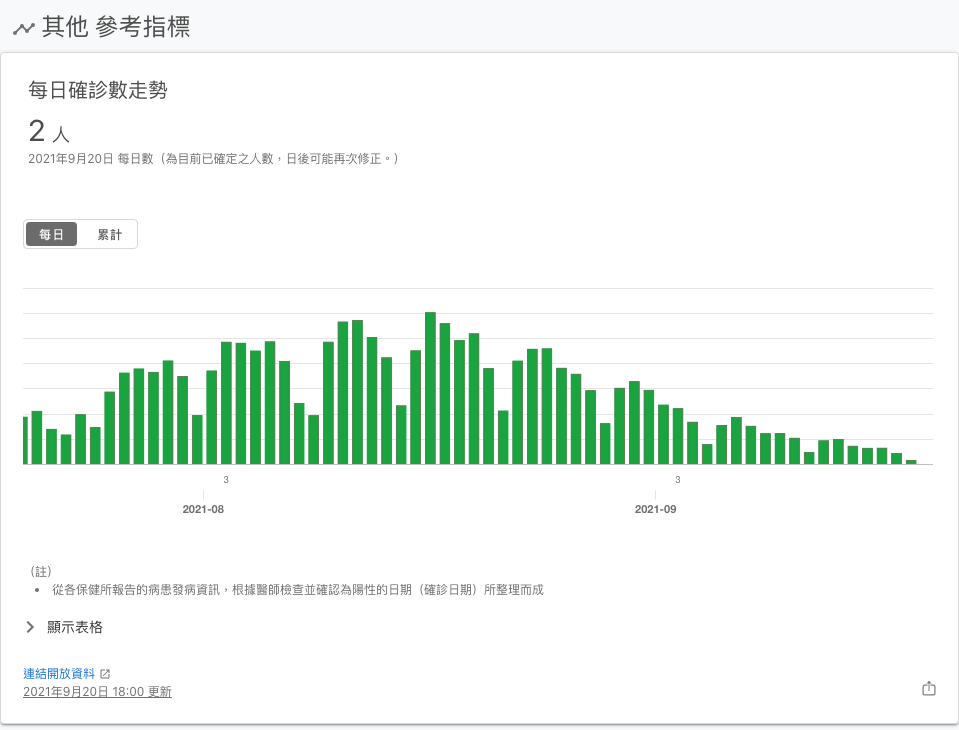 其他 參考指標
每日確診數走勢
2 人
2021年9月20日 每日數（為目前已確定之人數，日後可能再次修正。）
每日 累計
3 3
2021-08 2021-09
（註）
• 從各保健所報告的病患發病資訊，根據醫師檢查並確認為陽性的日期（確診日期）所整理而成
顯示表格
連結開放資料
2021年9月20日 18:00 更新